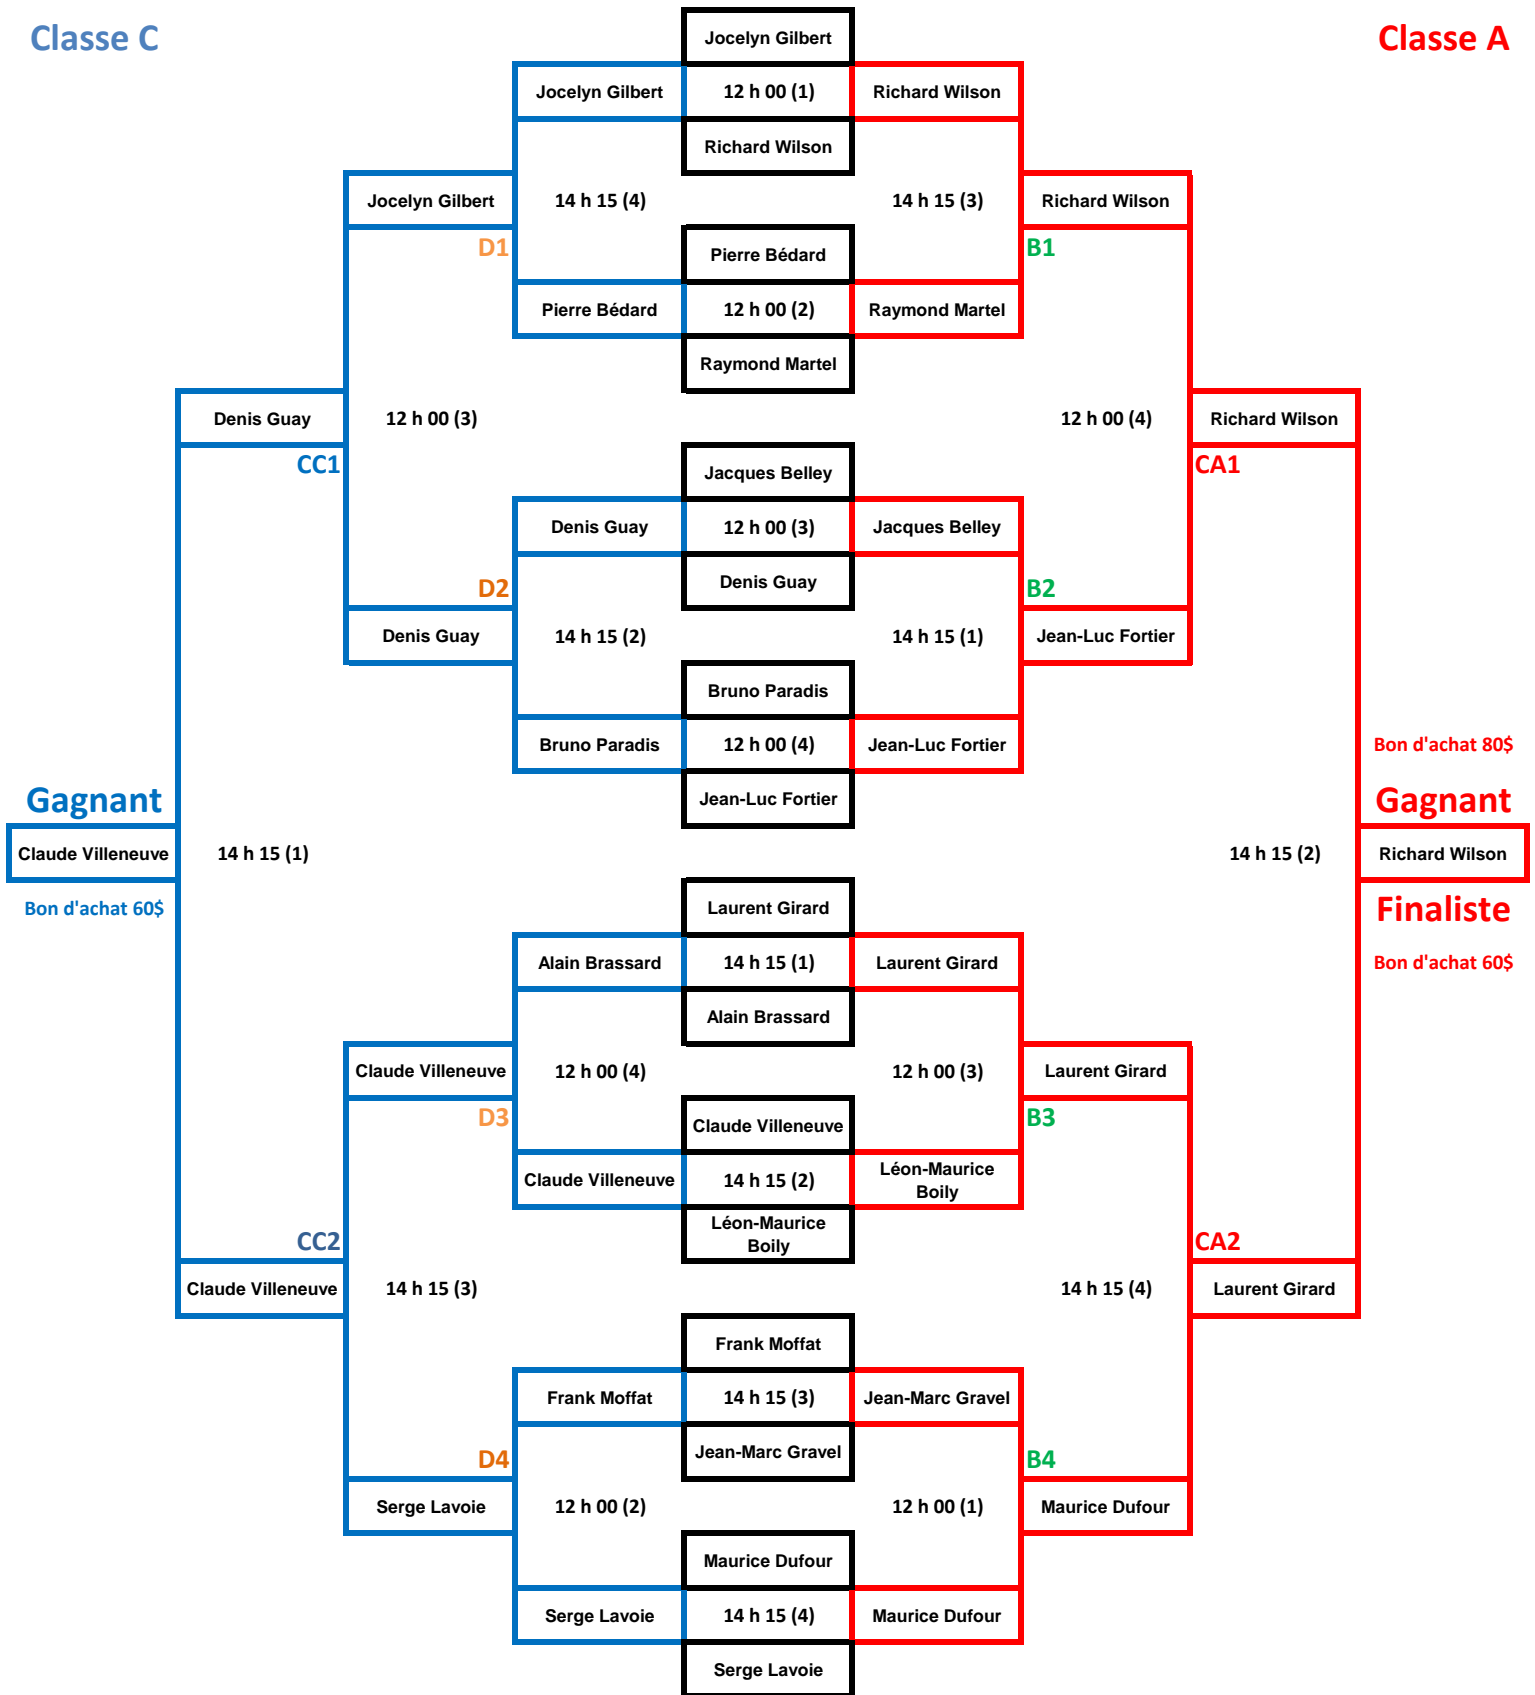 Classe C
Jocelyn Gilbert
Classe A
Jocelyn Gilbert
12 h 00 (1)
Richard Wilson
Richard Wilson
Jocelyn Gilbert
14 h 15 (4)
14 h 15 (3)
Richard Wilson
D1
Pierre Bédard
B1
Pierre Bédard
12 h 00 (2)
Raymond Martel
Raymond Martel
Denis Guay
12 h 00 (3)
12 h 00 (4)
Richard Wilson
CC1
Jacques Belley
CA1
Denis Guay
12 h 00 (3)
Jacques Belley
D2
Denis Guay
B2
Denis Guay
14 h 15 (2)
14 h 15 (1)
Jean-Luc Fortier
Bruno Paradis
Bruno Paradis
12 h 00 (4)
Jean-Luc Fortier
Bon d'achat 80$
Gagnant
Jean-Luc Fortier
Gagnant
Claude Villeneuve
14 h 15 (1)
14 h 15 (2)
Richard Wilson
Bon d'achat 60$
Laurent Girard
Finaliste
Alain Brassard
14 h 15 (1)
Laurent Girard
Bon d'achat 60$
Alain Brassard
Claude Villeneuve
12 h 00 (4)
12 h 00 (3)
Laurent Girard
D3
Claude Villeneuve
B3
Claude Villeneuve
14 h 15 (2)
Léon-Maurice
Boily
Léon-Maurice
Boily
CC2
CA2
Claude Villeneuve
14 h 15 (3)
14 h 15 (4)
Laurent Girard
Frank Moffat
Frank Moffat
14 h 15 (3)
Jean-Marc Gravel
D4
Jean-Marc Gravel
B4
Serge Lavoie
12 h 00 (2)
12 h 00 (1)
Maurice Dufour
Maurice Dufour
Serge Lavoie
14 h 15 (4)
Maurice Dufour
Serge Lavoie